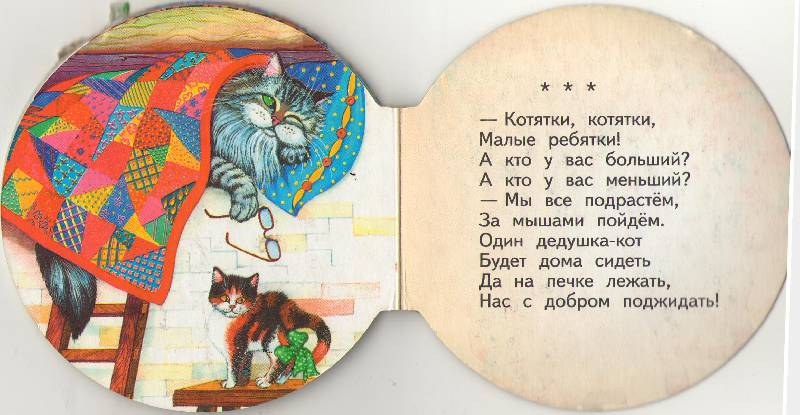 * * *
— Котятки, котятки,
Малые ребятки!
А кто у вас больший?
А кто у вас меньший?
— Мы все подрастём,
За мышами пойдём.
Один дедушка-кот
Будет дома сидеть
Да на печке лежать,
Нас с добром поджидать!